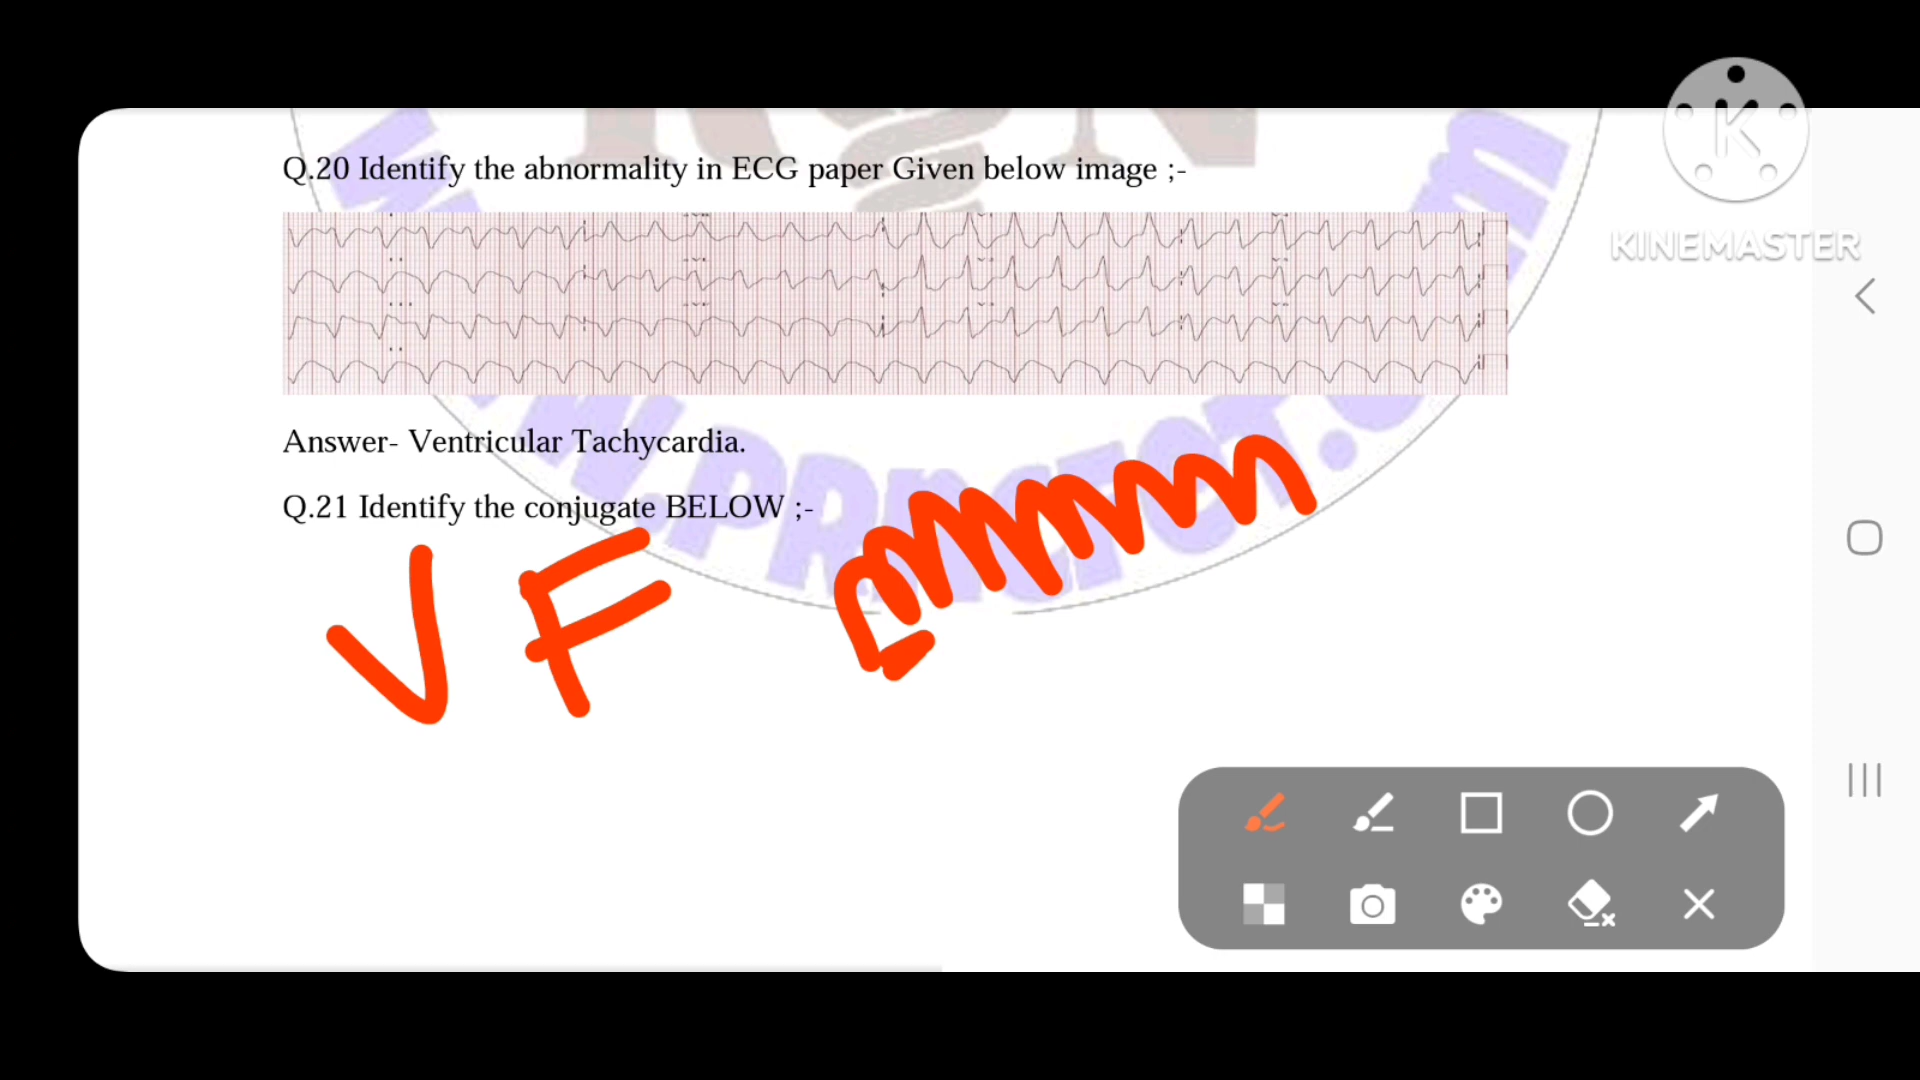 Q.20 Identify the abnormality in ECG paper Given below image ;-
KINEMASTER
Answer- Ventricular Tachycardia.
Q.21 Identify the conjugate BELOW ;-
VF